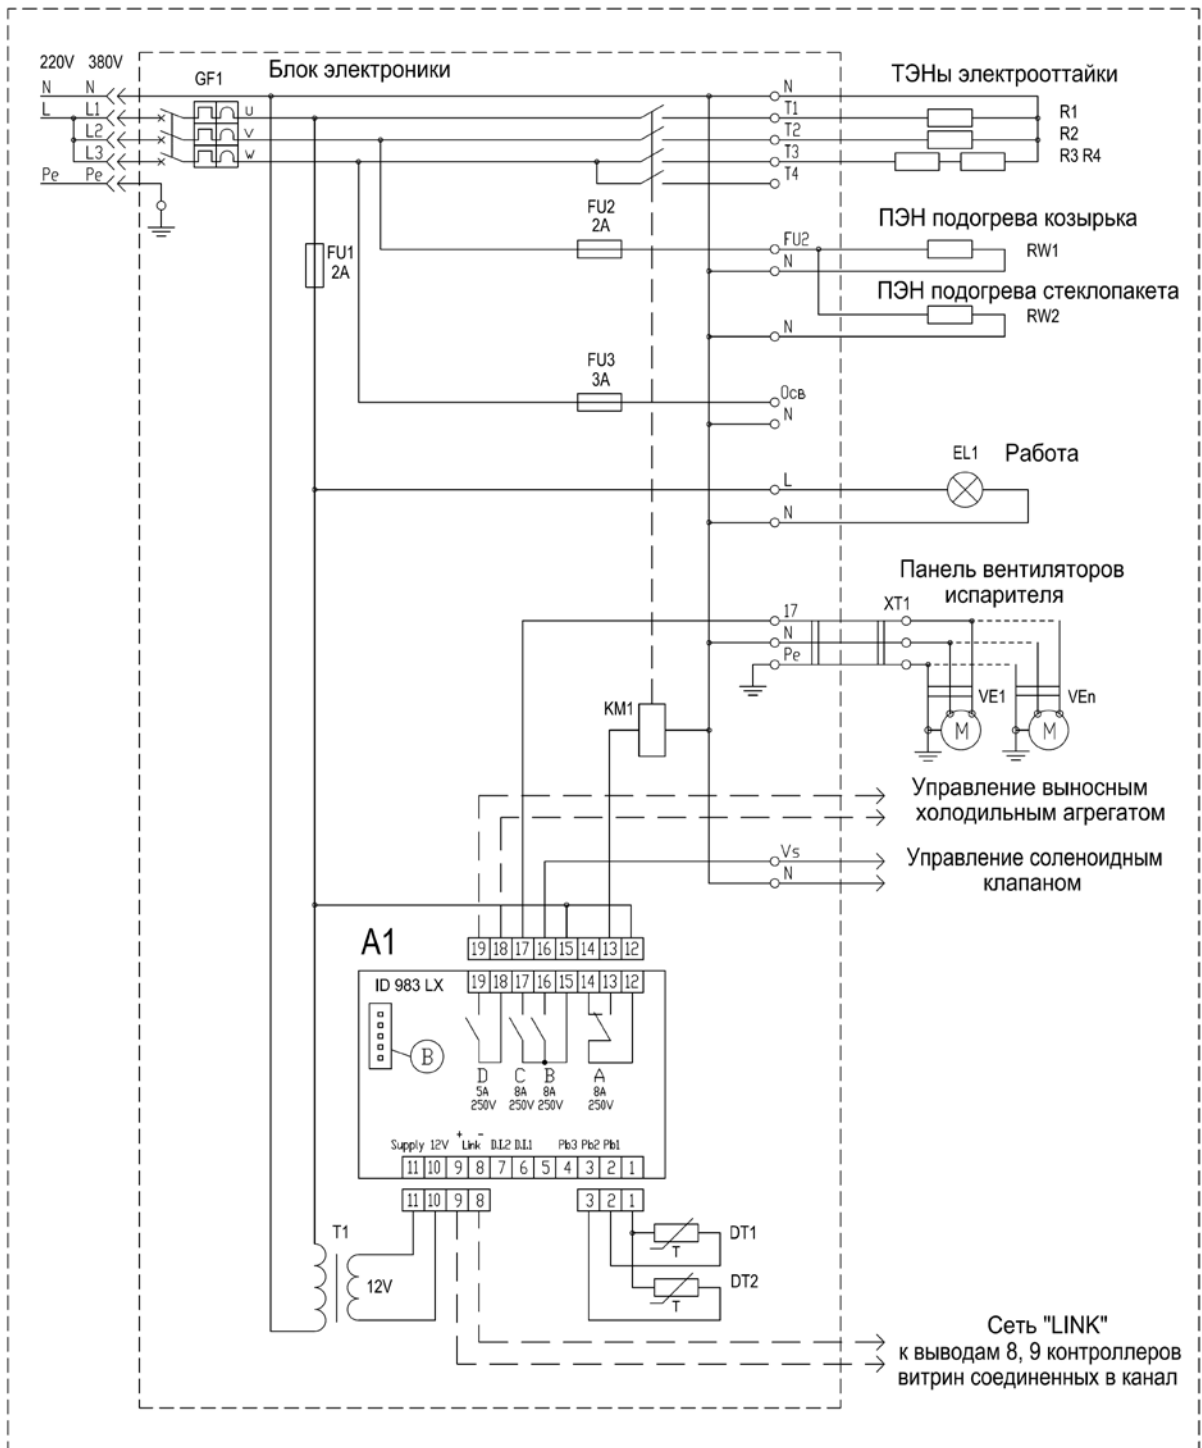 220V 380V
Блок электроники
GF1
ТЭНы электрооттайки
N N
N
L L1 U
T1 R1
L2 V
T2 R2
L3 W
T3 R3 R4
Pe Pe
T4
FU2
2A
ПЭН подогрева козырька
FU1
2A
FU2
RW1
N
ПЭН подогрева стеклопакета
RW2
N
FU3
3A
Осв
N
EL1 Работа
L
N
Панель вентиляторов
испарителя
17 XT1
N
Pe
KM1
VE1 VEn
M M
Управление выносным
холодильным агрегатом
Vs
Управление соленоидным
клапаном
N
A1
19 18 17 16 15 14 13 12
ID 983 LX
19 18 17 16 15 14 13 12
B
D C B A
5A 8A 8A 8A
250V 250V 250V 250V
Supply 12V + Link - D.I.2 D.I.1 Pb3 Pb2 Pb1
11 10 9 8 7 6 5 4 3 2 1
11 10 9 8 3 2 1
T1
12V
T
DT1
T
DT2
Сеть "LINK"
к выводам 8, 9 контроллеров
витрин соединенных в канал